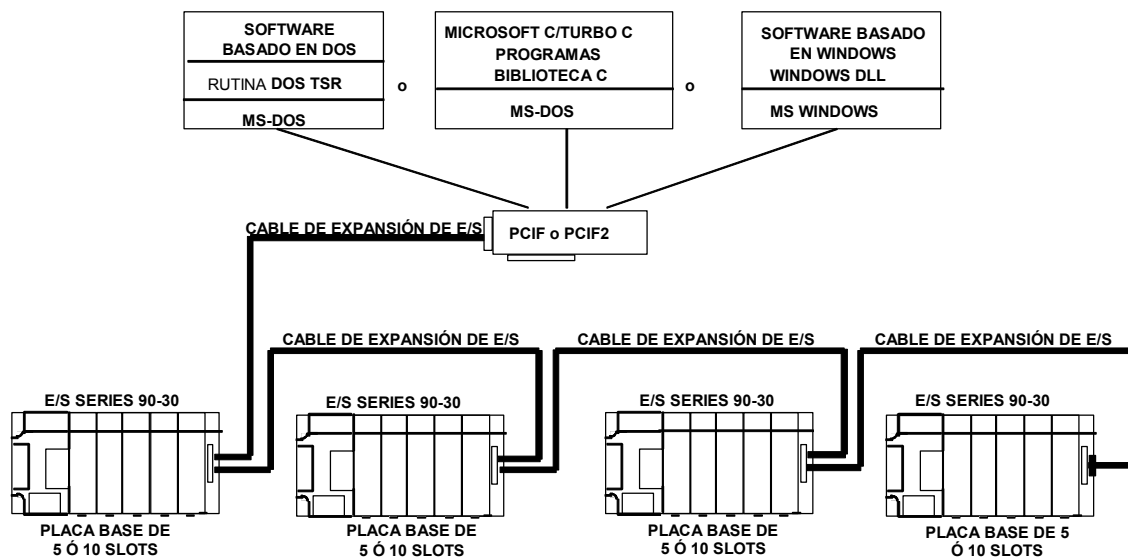 SOFTWARE
BASADO EN DOS
RUTINA DOS TSR
MS-DOS
o
MICROSOFT C/TURBO C
PROGRAMAS
BIBLIOTECA C
MS-DOS
o
SOFTWARE BASADO
EN WINDOWS
WINDOWS DLL
MS WINDOWS
CABLE DE EXPANSIÓN DE E/S
PCIF o PCIF2
CABLE DE EXPANSIÓN DE E/S
CABLE DE EXPANSIÓN DE E/S
CABLE DE EXPANSIÓN DE E/S
E/S SERIES 90-30
E/S SERIES 90-30
E/S SERIES 90-30
E/S SERIES 90-30
PLACA BASE DE
5 Ó 10 SLOTS
PLACA BASE DE
5 Ó 10 SLOTS
PLACA BASE DE
5 Ó 10 SLOTS
PLACA BASE DE 5
Ó 10 SLOTS